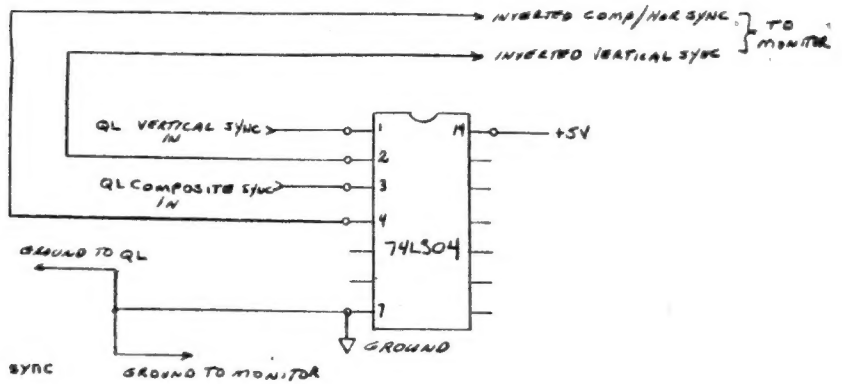 INVERTED COMP/HOR SYNC
INVERTED VERTICAL SYNC
TO
MONITOR
QL VERTICAL SYNC
IN
1
14
+5V
2
QL COMPOSITE SYNC
IN
3
4
74LS04
GROUND TO QL
7
GROUND
sync
GROUND TO MONITOR